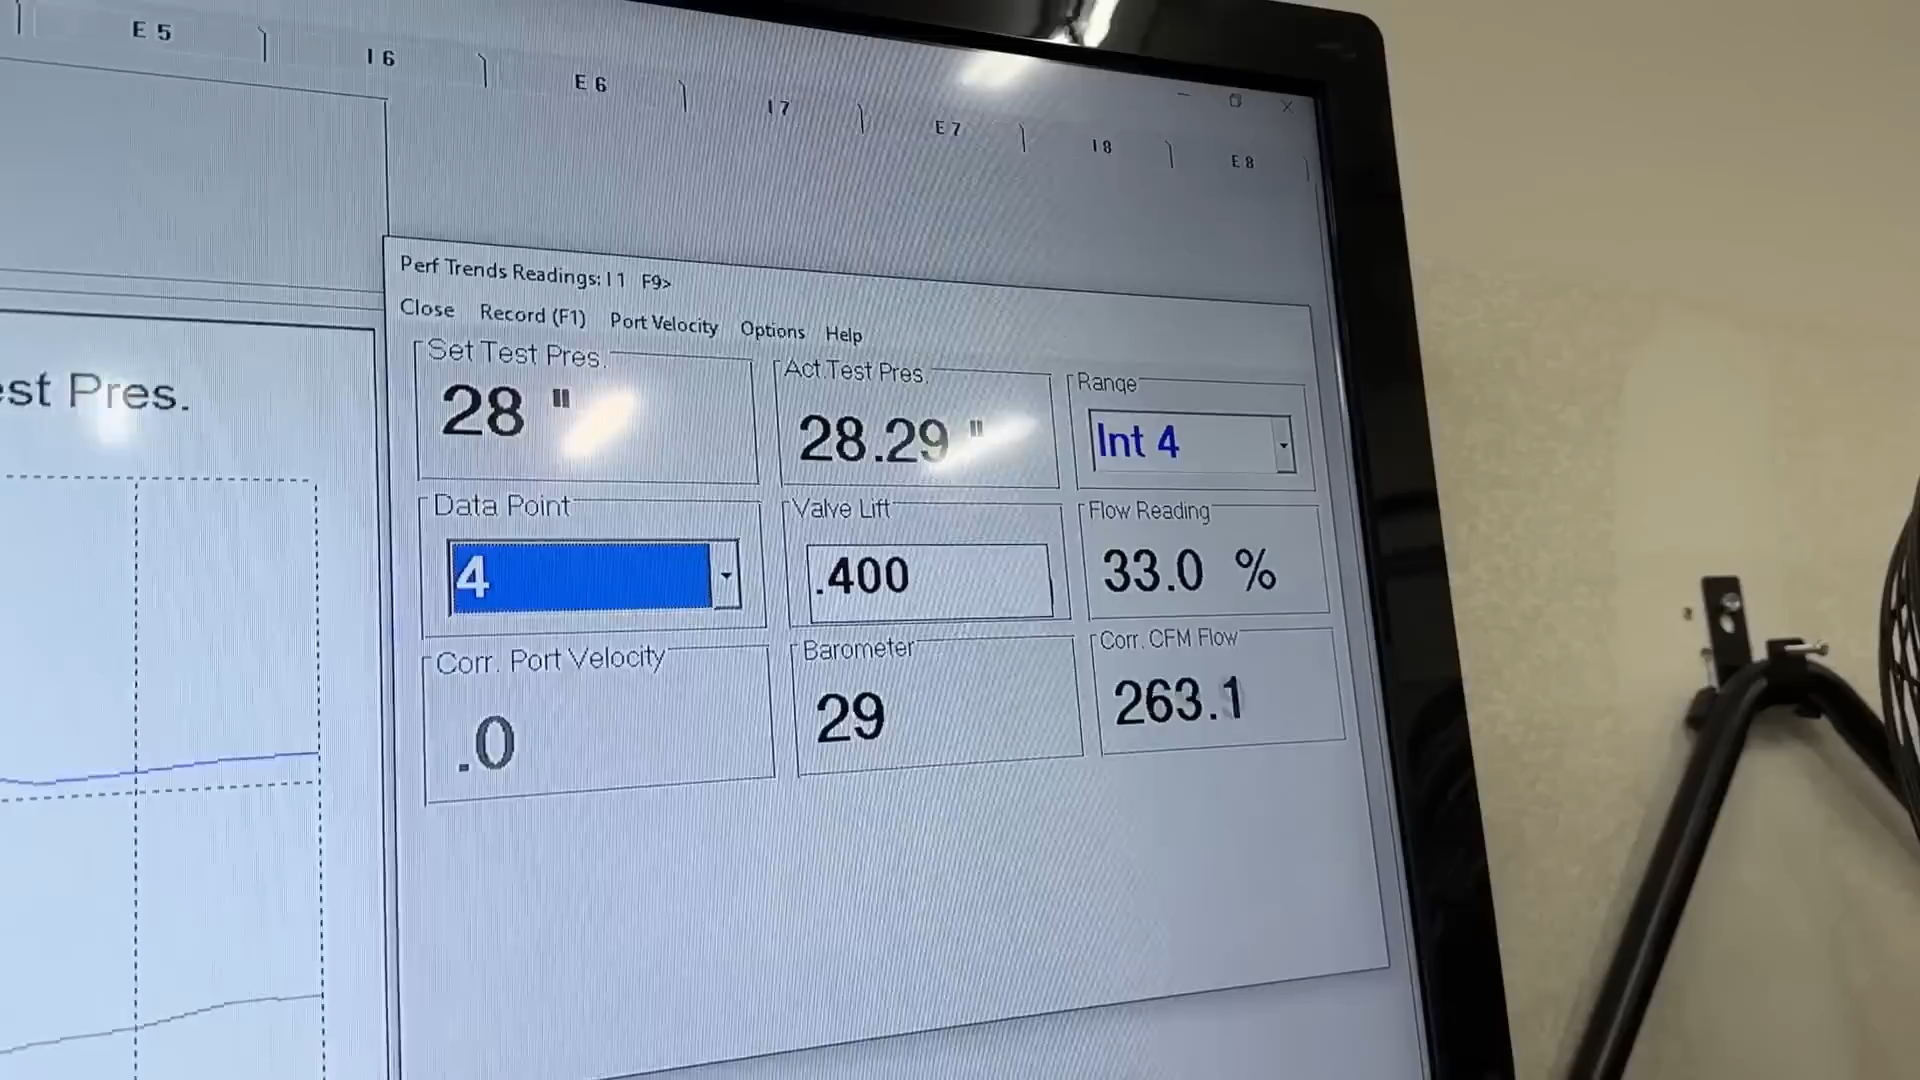 E 5
I 6
E 6
I 7
E 7
I 8
E 8
Perf Trends Readings: I 1 F9>
Close Record (F1) Port Velocity Options Help
Set Test Pres. Act.Test Pres. Range
28 " 28.29 " Int 4
Data Point Valve Lift Flow Reading
4 .400 33.0 %
Corr. Port Velocity Barometer Corr. CFM Flow
.0 29 263.1
st Pres.